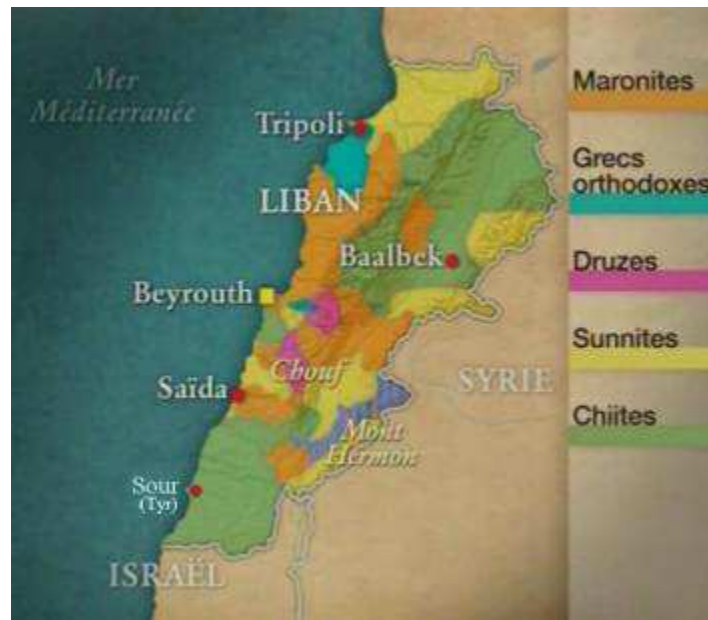 Mer
Méditerranée
Tripoli
LIBAN
Baalbek
Beyrouth
Chouf
Saïda
SYRIE
Mont
Hermon
Sour
(Tyr)
ISRAËL
Maronites
Grecs
orthodoxes
Druzes
Sunnites
Chiites